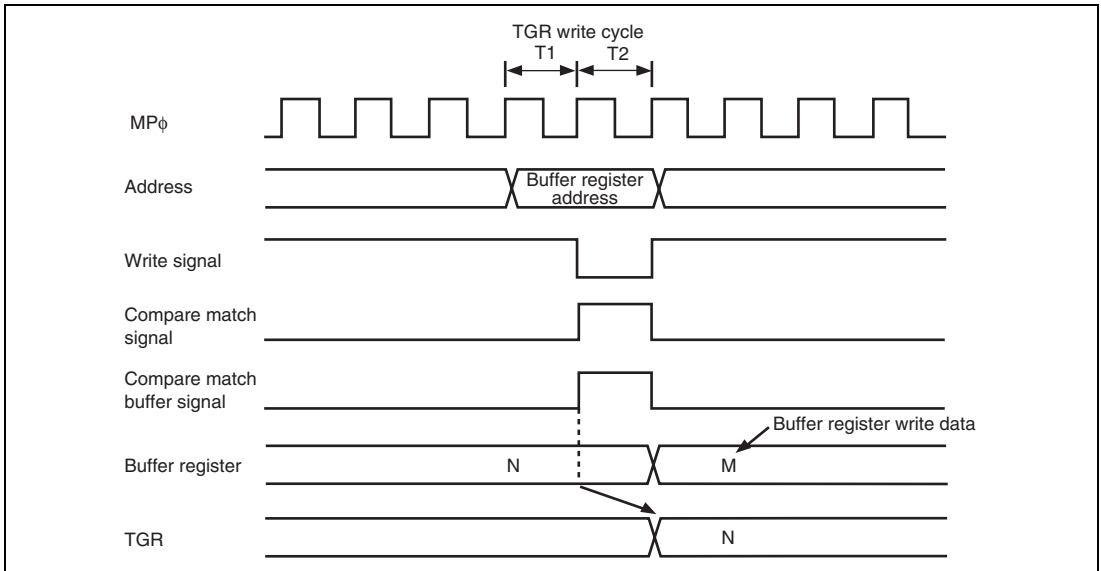 TGR write cycle
T1 T2
MPϕ
Address
Buffer register
address
Write signal
Compare match
signal
Compare match
buffer signal
Buffer register write data
Buffer register
N
M
TGR
N